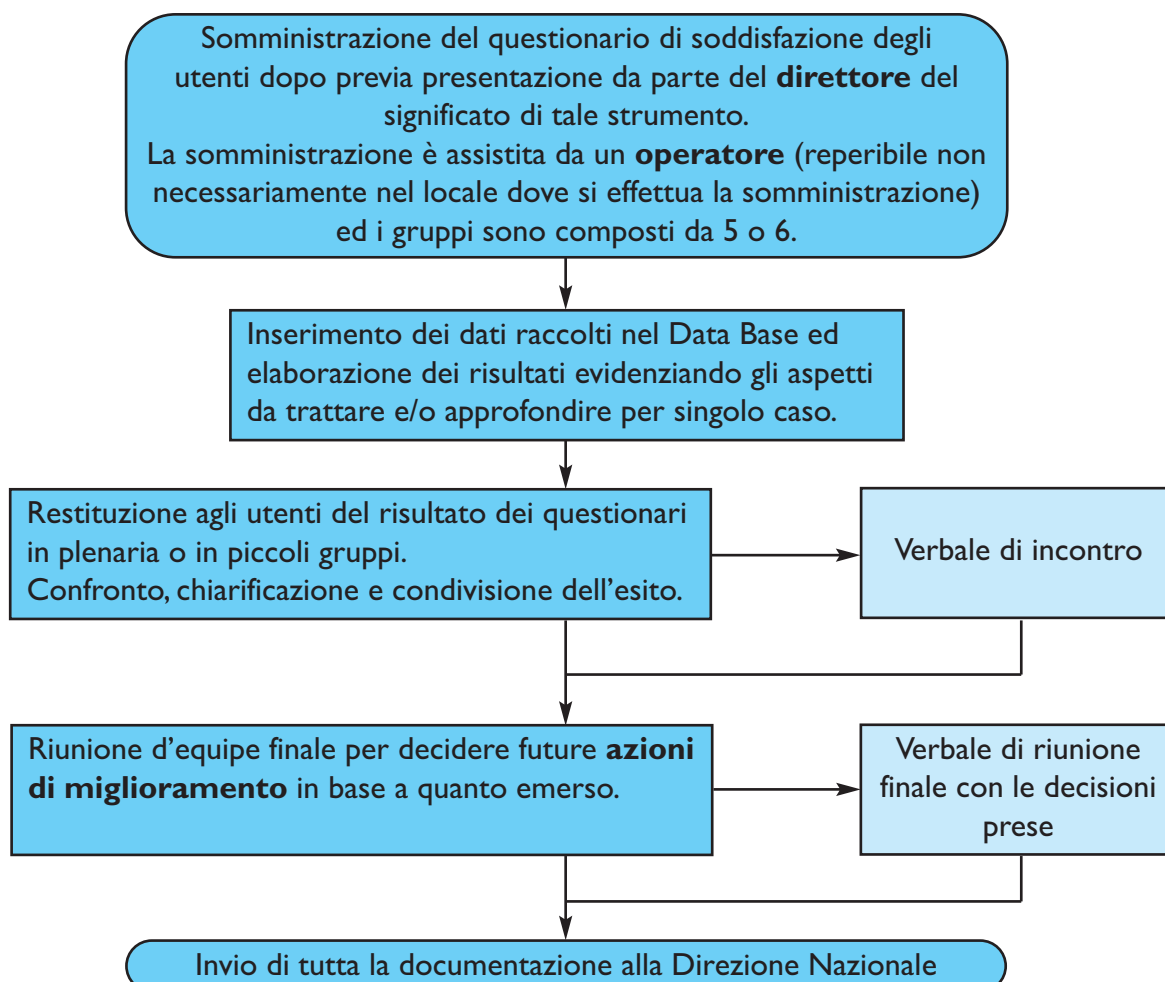 Somministrazione del questionario di soddisfazione degli
utenti dopo previa presentazione da parte del direttore del
significato di tale strumento.
La somministrazione è assistita da un operatore (reperibile non
necessariamente nel locale dove si effettua la somministrazione)
ed i gruppi sono composti da 5 o 6.
Inserimento dei dati raccolti nel Data Base ed
elaborazione dei risultati evidenziando gli aspetti
da trattare e/o approfondire per singolo caso.
Restituzione agli utenti del risultato dei questionari
in plenaria o in piccoli gruppi.
Confronto, chiarificazione e condivisione dell'esito.
Verbale di incontro
Riunione d'equipe finale per decidere future azioni
di miglioramento in base a quanto emerso.
Verbale di riunione
finale con le decisioni
prese
Invio di tutta la documentazione alla Direzione Nazionale